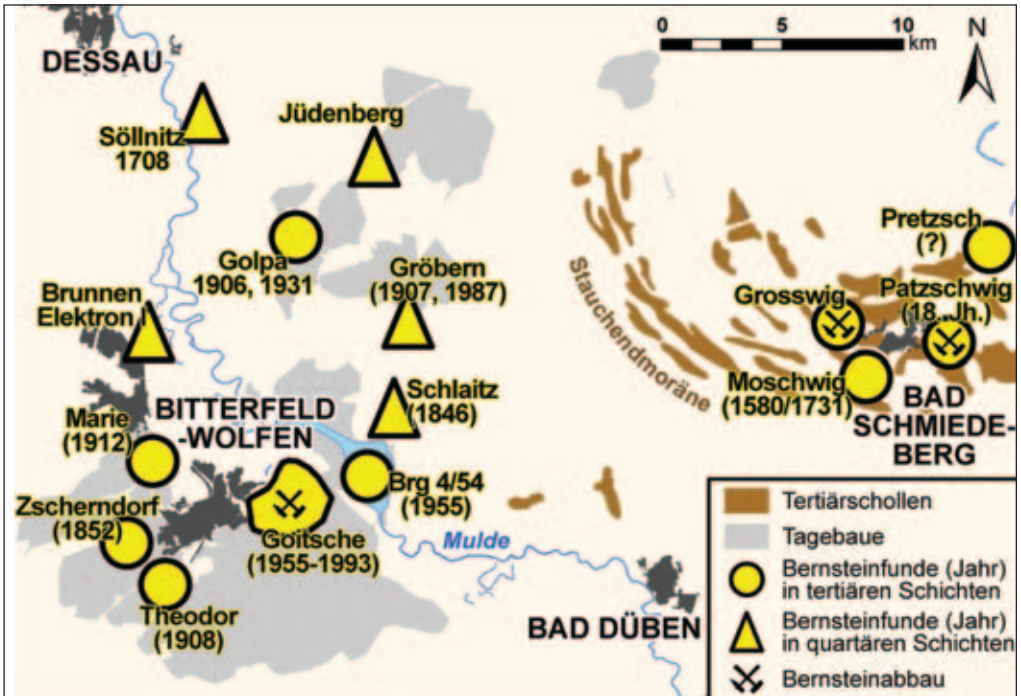 0 5 10
km
N
DESSAU
Söllnitz
1708
Jüdenberg
Golpa
1906, 1931
Gröbern
(1907, 1987)
Brunnen
Elektron I
Stauchendmoräne
Pretzsch
(?)
Grosswig
Patzschwig
(18. Jh.)
Moschwig
(1580/1731)
BAD
SCHMIEDE-
BERG
Schlaitz
(1846)
BITTERFELD
-WOLFEN
Marie
(1912)
Zscherndorf
(1852)
Brg 4/54
(1955)
Goitsche
(1955-1993)
Mulde
Theodor
(1908)
BAD DÜBEN
Tertiärschollen
Tagebaue
Bernsteinfunde (Jahr)
in tertiären Schichten
Bernsteinfunde (Jahr)
in quartären Schichten
Bernsteinabbau